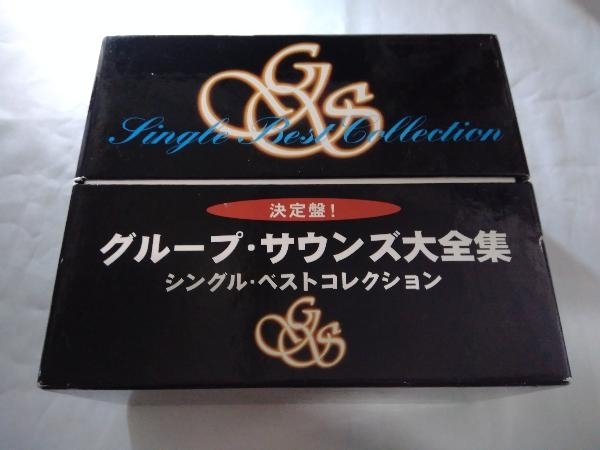 GS
Single Best Collection
決定盤!
グループ・サウンズ大全集
シングル・ベストコレクション
GS